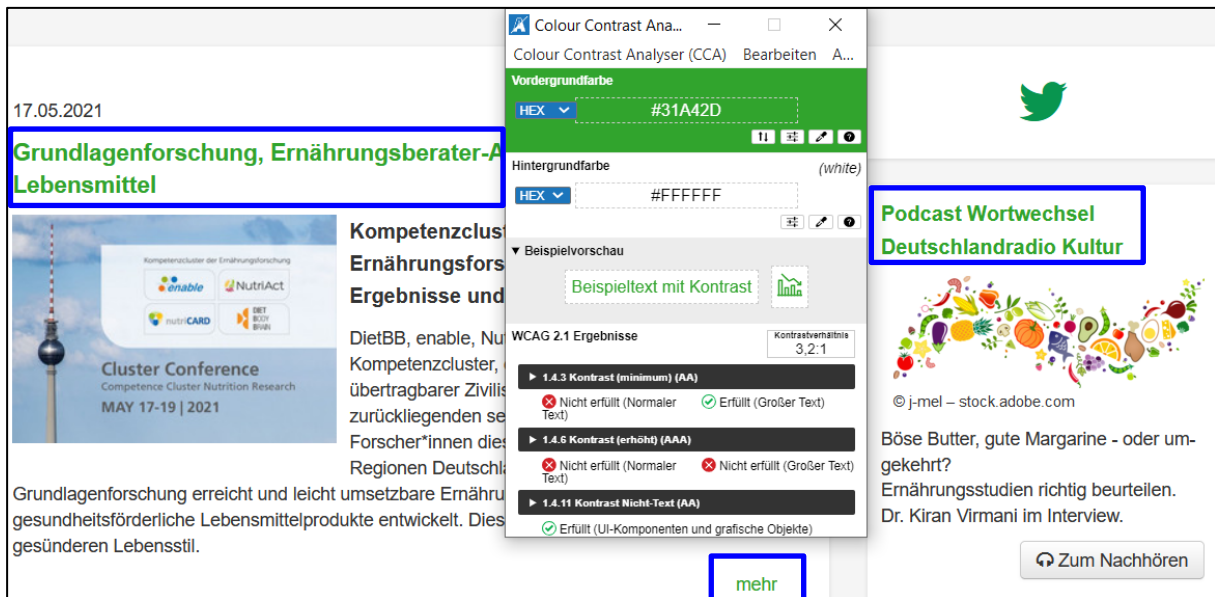 17.05.2021
Grundlagenforschung, Ernährungsberater-A
Lebensmittel
Kompetenzcluster der Ernährungsforschung
enable
NutriAct
nutriCARD
DIET
BODY
BRAIN
Cluster Conference
Competence Cluster Nutrition Research
MAY 17-19 | 2021
Kompetenzclust
Ernährungsfors
Ergebnisse und
DietBB, enable, Nu
Kompetenzcluster,
übertragbarer Zivilis
zurückliegenden se
Forscher*innen dies
Regionen Deutschla
Grundlagenforschung erreicht und leicht umsetzbare Ernähru
gesundheitsförderliche Lebensmittelprodukte entwickelt. Dies
gesünderen Lebensstil.
mehr
Colour Contrast Ana...
Colour Contrast Analyser (CCA) Bearbeiten A...
Vordergrundfarbe
HEX #31A42D
Hintergrundfarbe (white)
HEX #FFFFFF
Beispielvorschau
Beispieltext mit Kontrast
WCAG 2.1 Ergebnisse
Kontrastverhältnis
3,2:1
1.4.3 Kontrast (minimum) (AA)
Nicht erfüllt (Normaler Text)
Erfüllt (Großer Text)
1.4.6 Kontrast (erhöht) (AAA)
Nicht erfüllt (Normaler Text)
Nicht erfüllt (Großer Text)
1.4.11 Kontrast Nicht-Text (AA)
Erfüllt (UI-Komponenten und grafische Objekte)
Podcast Wortwechsel
Deutschlandradio Kultur
© j-mel – stock.adobe.com
Böse Butter, gute Margarine - oder um-
gekehrt?
Ernährungsstudien richtig beurteilen.
Dr. Kiran Virmani im Interview.
Zum Nachhören